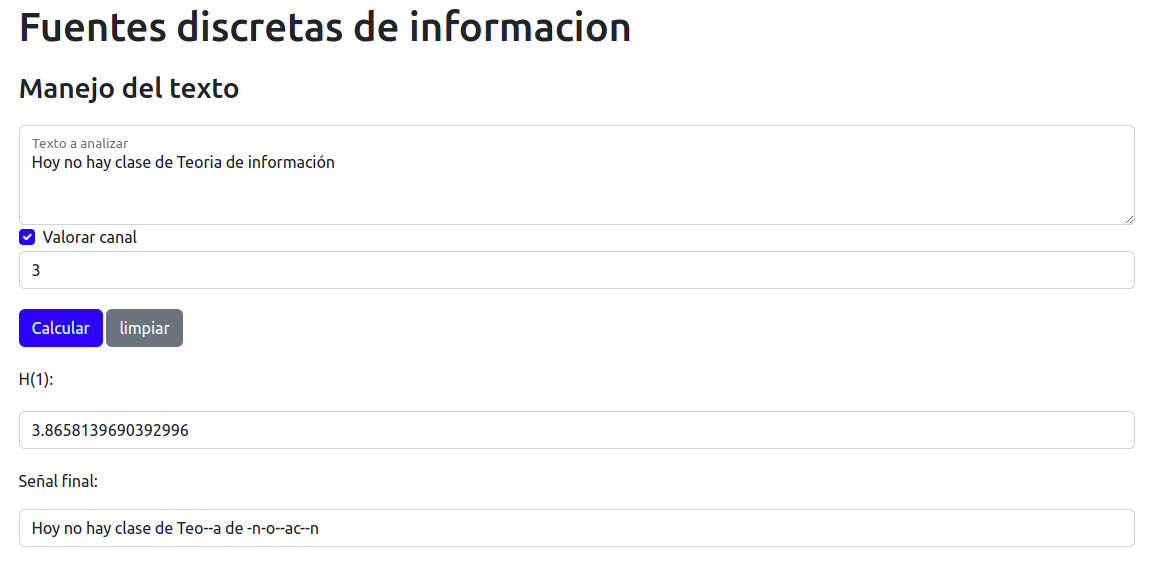 Fuentes discretas de informacion
Manejo del texto
Texto a analizar
Hoy no hay clase de Teoria de información
Valorar canal
3
Calcular limpiar
H(1):
3.8658139690392996
Señal final:
Hoy no hay clase de Teo--a de -n-o--ac--n